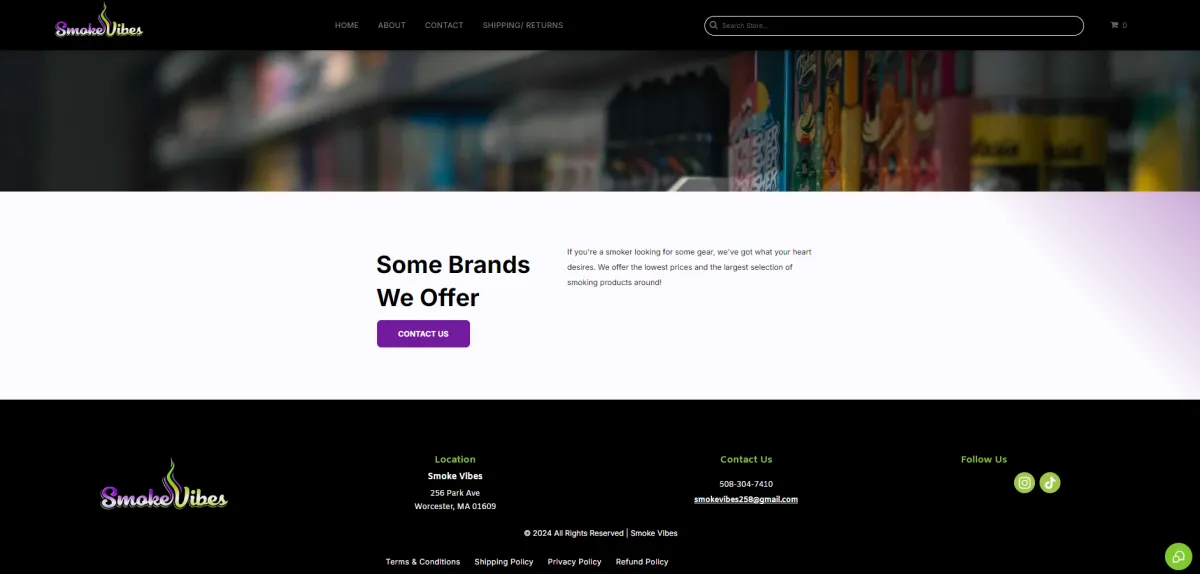 Smoke Vibes
HOME ABOUT CONTACT SHIPPING/ RETURNS
Search Store...
0
Some Brands
We Offer
If you're a smoker looking for some gear, we've got what your heart
desires. We offer the lowest prices and the largest selection of
smoking products around!
CONTACT US
Smoke Vibes
Location
Smoke Vibes
256 Park Ave
Worcester, MA 01609
Contact Us
508-304-7410
smokevibes258@gmail.com
Follow Us
© 2024 All Rights Reserved | Smoke Vibes
Terms & Conditions Shipping Policy Privacy Policy Refund Policy